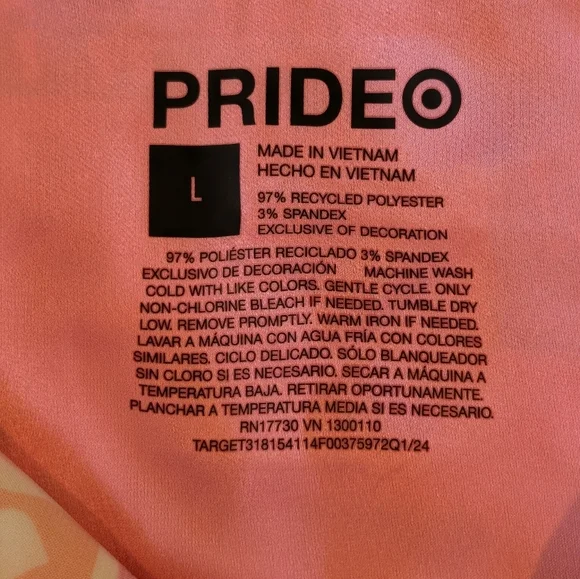 PRIDE
L
MADE IN VIETNAM
HECHO EN VIETNAM
97% RECYCLED POLYESTER
3% SPANDEX
EXCLUSIVE OF DECORATION
97% POLIÉSTER RECICLADO 3% SPANDEX
EXCLUSIVO DE DECORACIÓN MACHINE WASH
COLD WITH LIKE COLORS. GENTLE CYCLE. ONLY
NON-CHLORINE BLEACH IF NEEDED. TUMBLE DRY
LOW. REMOVE PROMPTLY. WARM IRON IF NEEDED.
LAVAR A MÁQUINA CON AGUA FRÍA CON COLORES
SIMILARES. CICLO DELICADO. SÓLO BLANQUEADOR
SIN CLORO SI ES NECESARIO. SECAR A MÁQUINA A
TEMPERATURA BAJA. RETIRAR OPORTUNAMENTE.
PLANCHAR A TEMPERATURA MEDIA SI ES NECESARIO.
RN17730 VN 1300110
TARGET318154114F00375972Q1/24